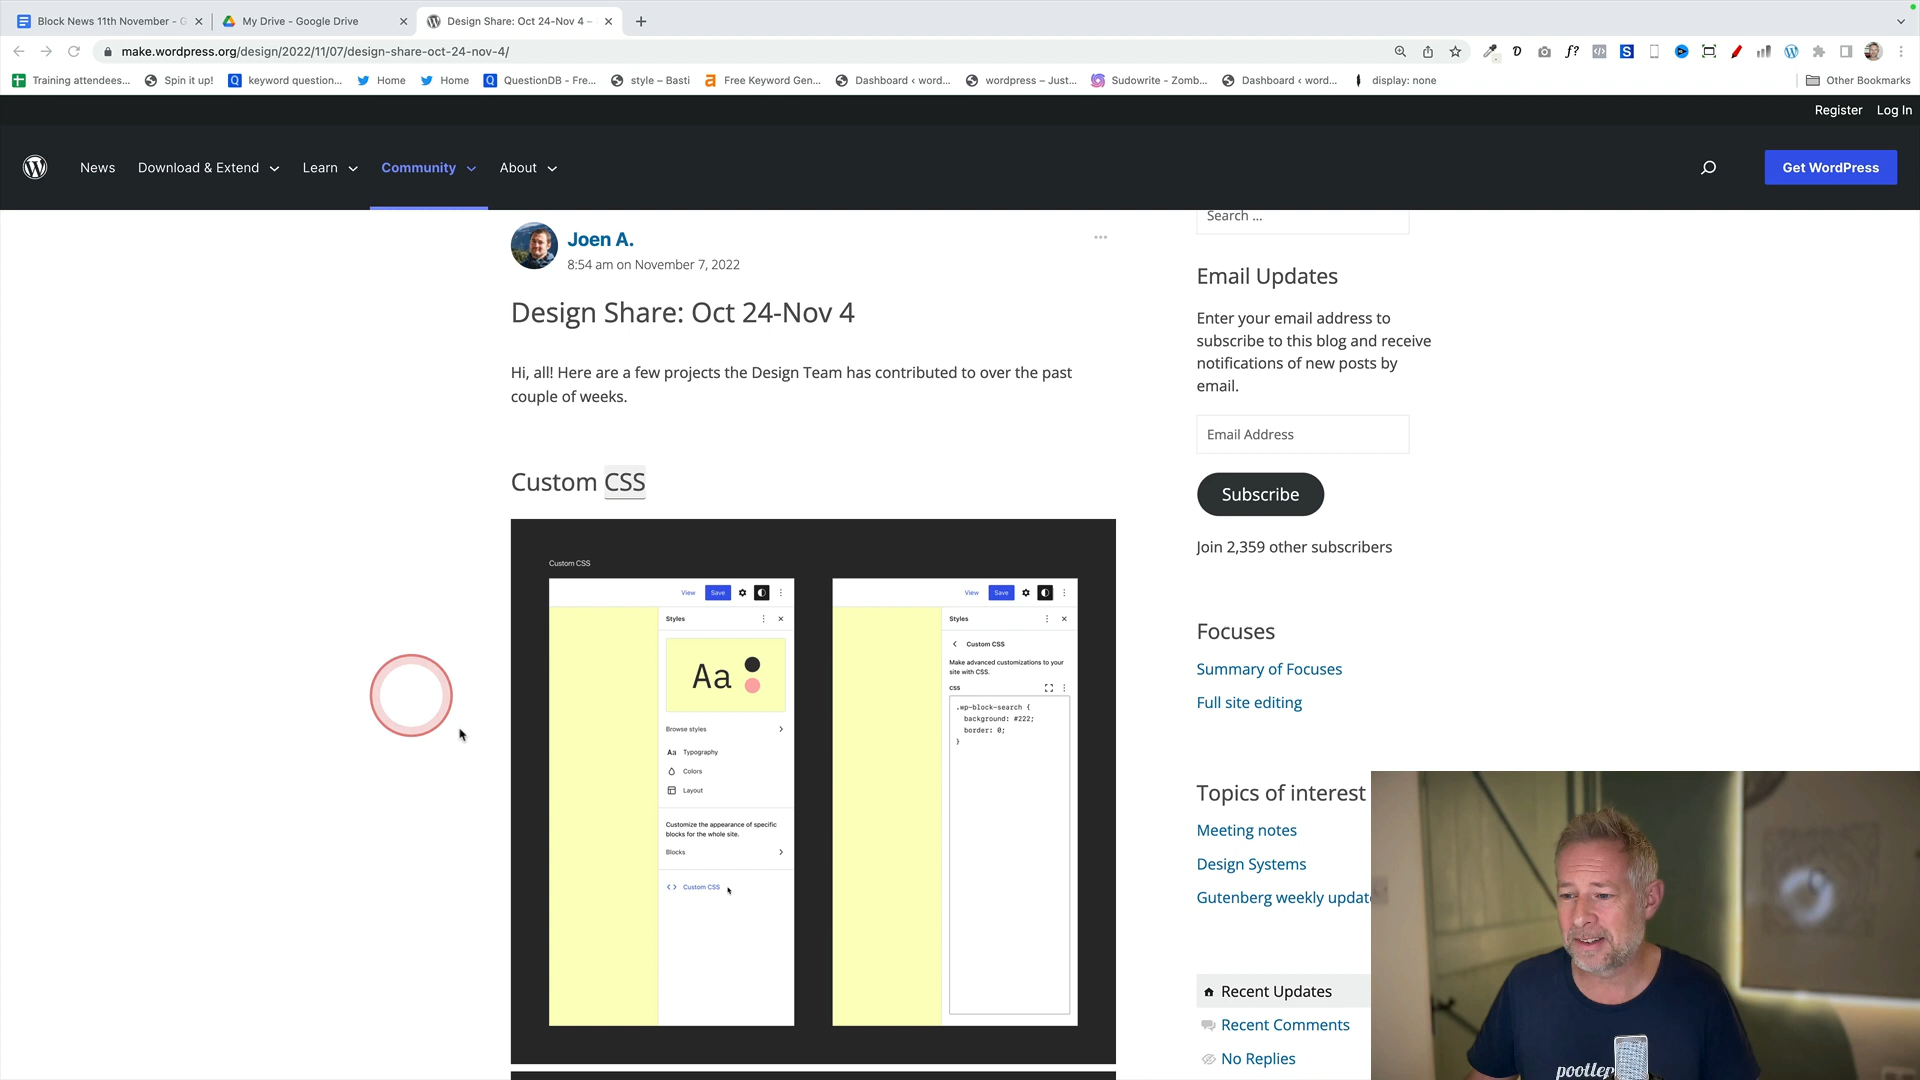 Block News 11th November - G
My Drive - Google Drive
Design Share: Oct 24-Nov 4 –
make.wordpress.org/design/2022/11/07/design-share-oct-24-nov-4/
Training attendees...
Spin it up!
keyword question...
Home
Home
QuestionDB - Fre...
style – Basti
Free Keyword Gen...
Dashboard ‹ word...
wordpress – Just...
Sudowrite - Zomb...
Dashboard ‹ word...
display: none
Other Bookmarks
Register
Log In
News
Download & Extend
Learn
Community
About
Get WordPress
Joen A.
8:54 am on November 7, 2022
Design Share: Oct 24-Nov 4
Hi, all! Here are a few projects the Design Team has contributed to over the past
couple of weeks.
Custom CSS
Custom CSS
View
Save
Styles
Aa
Browse styles
Aa Typography
Colors
Layout
Customize the appearance of specific
blocks for the whole site.
Blocks
Custom CSS
View
Save
Styles
Custom CSS
Make advanced customizations to your
site with CSS.
CSS
.wp-block-search {
background: #222;
border: 0;
}
Search ...
Email Updates
Enter your email address to
subscribe to this blog and receive
notifications of new posts by
email.
Email Address
Subscribe
Join 2,359 other subscribers
Focuses
Summary of Focuses
Full site editing
Topics of interest
Meeting notes
Design Systems
Gutenberg weekly updat
Recent Updates
Recent Comments
No Replies